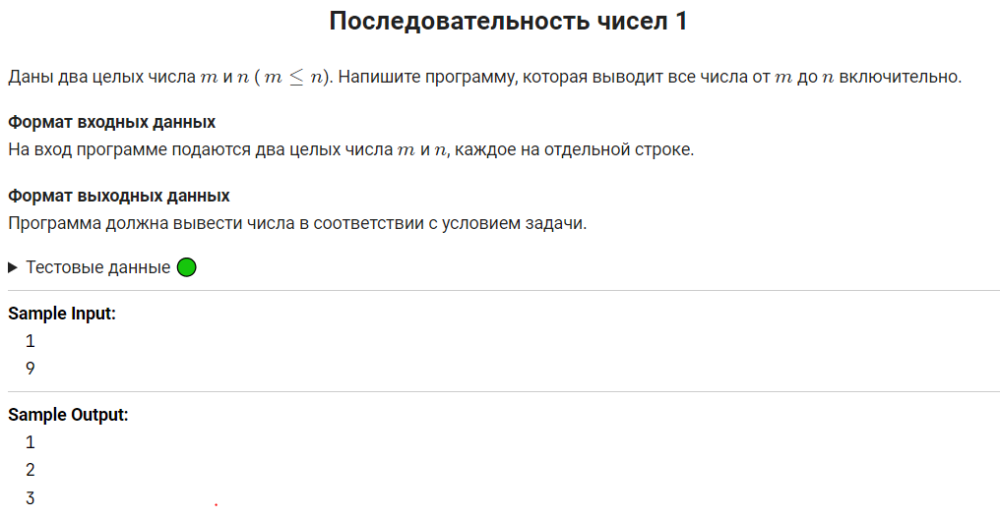 Последовательность чисел 1
Даны два целых числа m и n ( m ≤ n). Напишите программу, которая выводит все числа от m до n включительно.
Формат входных данных
На вход программе подаются два целых числа m и n, каждое на отдельной строке.
Формат выходных данных
Программа должна вывести числа в соответствии с условием задачи.
Тестовые данные
Sample Input:
1
9
Sample Output:
1
2
3